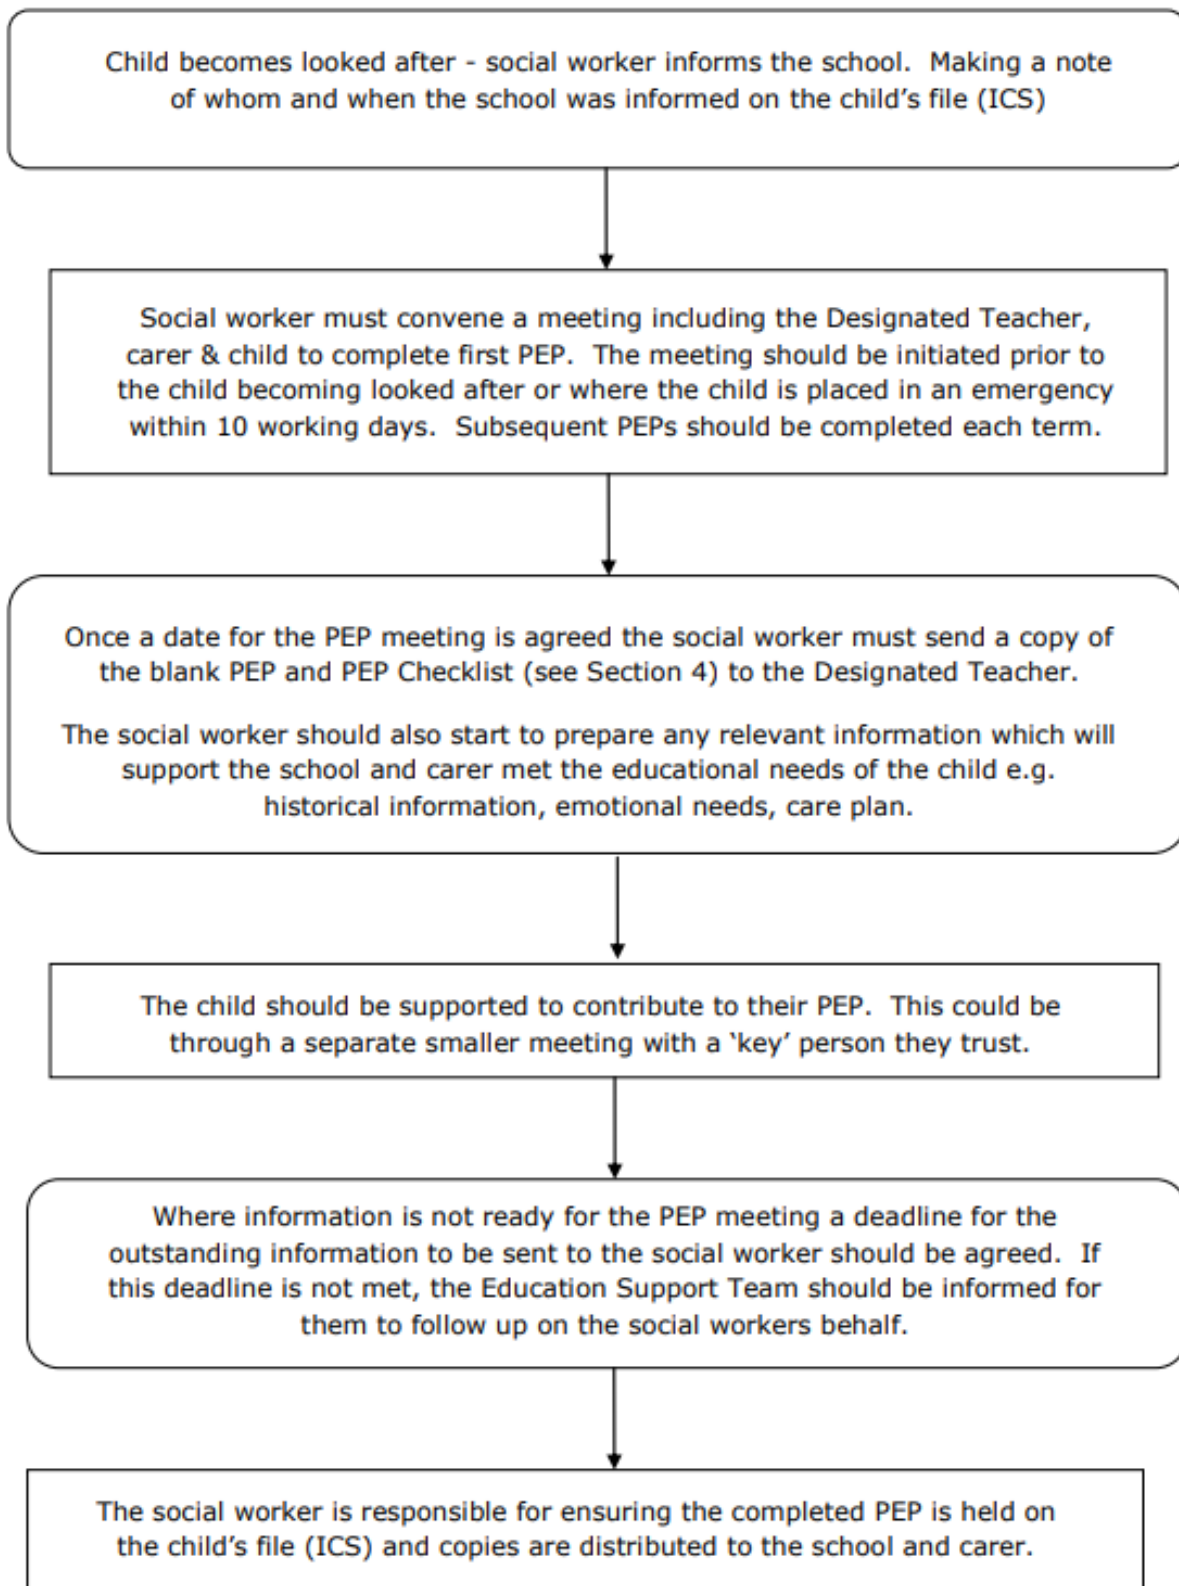 Child becomes looked after - social worker informs the school.  Making a note
of whom and when the school was informed on the child's file (ICS)
Social worker must convene a meeting including the Designated Teacher,
carer & child to complete first PEP.  The meeting should be initiated prior to
the child becoming looked after or where the child is placed in an emergency
within 10 working days.  Subsequent PEPs should be completed each term.
Once a date for the PEP meeting is agreed the social worker must send a copy of
the blank PEP and PEP Checklist (see Section 4) to the Designated Teacher.
The social worker should also start to prepare any relevant information which will
support the school and carer met the educational needs of the child e.g.
historical information, emotional needs, care plan.
The child should be supported to contribute to their PEP.  This could be
through a separate smaller meeting with a ‘key’ person they trust.
Where information is not ready for the PEP meeting a deadline for the
outstanding information to be sent to the social worker should be agreed.  If
this deadline is not met, the Education Support Team should be informed for
them to follow up on the social workers behalf.
The social worker is responsible for ensuring the completed PEP is held on
the child's file (ICS) and copies are distributed to the school and carer.